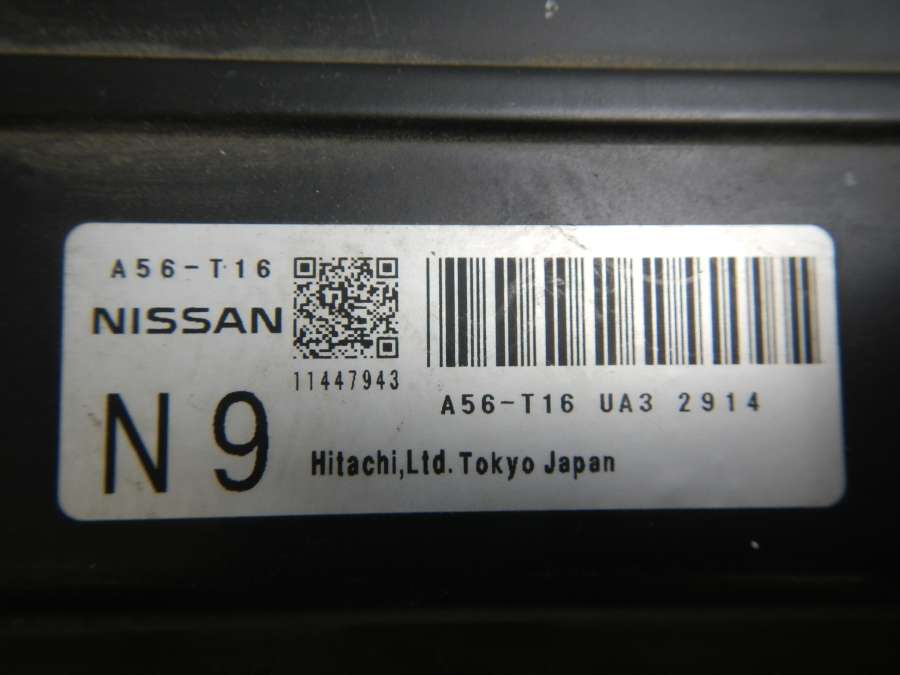 A56-T16
NISSAN
11447943
N9
A56-T16 UA3 2914
Hitachi,Ltd. Tokyo Japan